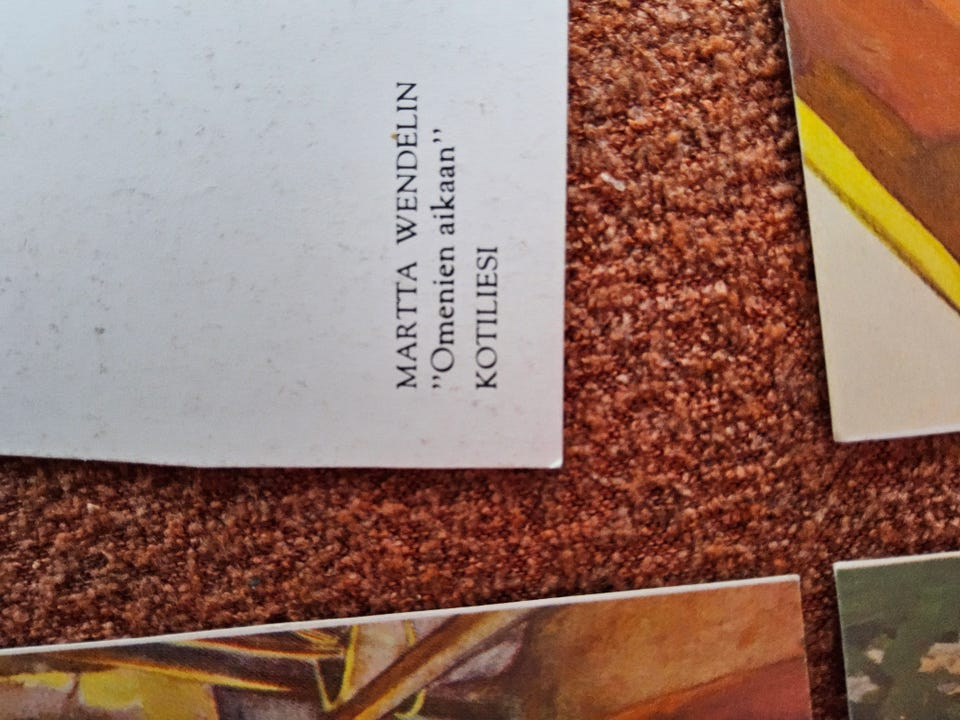 MARTTA WENDELIN
”Omenien aikaan”
KOTILIESI